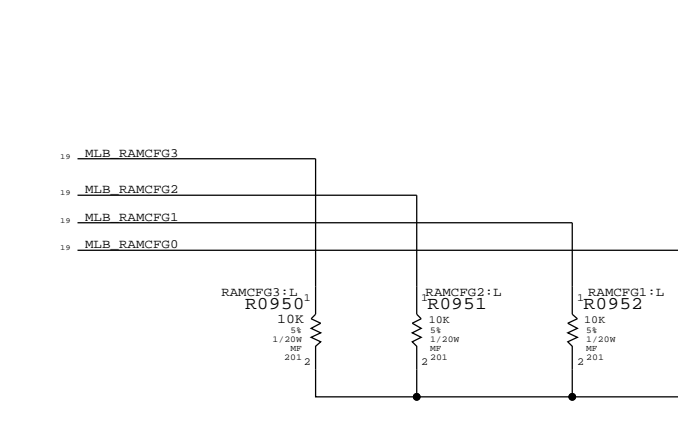 19 MLB_RAMCFG3
19 MLB_RAMCFG2
19 MLB_RAMCFG1
19 MLB_RAMCFG0
RAMCFG3:L
R0950
1
10K
5%
1/20W
MF
201
2
RAMCFG2:L
1
R0951
10K
5%
1/20W
MF
201
2
RAMCFG1:L
1
R0952
10K
5%
1/20W
MF
201
2